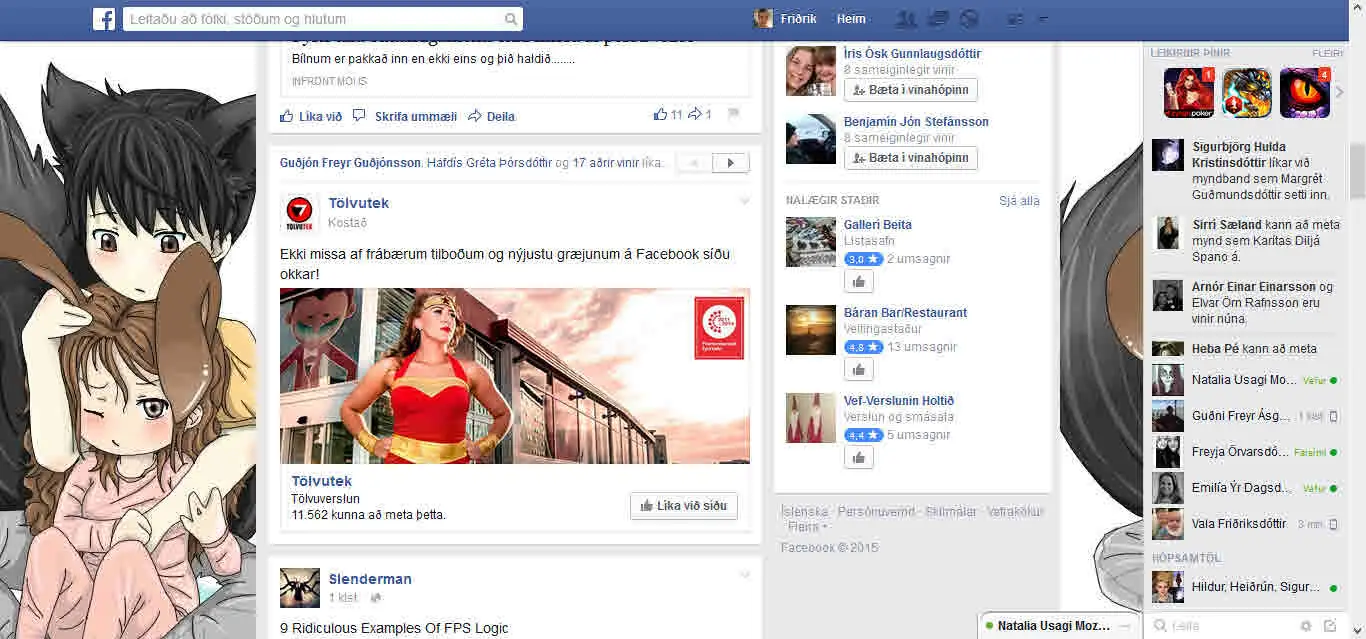 Leitaðu að fólki, stöðum og hlutum
Friðrik
Heim
Bílnum er pakkað inn en ekki eins og þið haldið........
Líka við
Skrifa ummæli
Deila
11
1
Guðjón Freyr Guðjónsson, Hafdís Gréta Þórsdóttir og 17 aðrir vinir líka...
Tölvutek
Kostað
TÖLVUTEK
Ekki missa af frábærum tilboðum og nýjustu græjunum á Facebook síðu
okkar!
Tölvutek
Tölvuverslun
11.562 kunna að meta þetta.
Líka við síðu
Slenderman
1 klst.
9 Ridiculous Examples Of FPS Logic
Íris Ósk Gunnlaugsdóttir
8 sameiginlegir vinir
Bæta í vinahópinn
Benjamín Jón Stefánsson
8 sameiginlegir vinir
Bæta í vinahópinn
NÁLÆGIR STAÐIR
Sjá alla
Gallerí Beita
Listasafn
3,0 ★ 2 umsagnir
Báran Bar/Restaurant
Veitingastaður
4,8 ★ 13 umsagnir
Vef-Verslunin Holtið
Verslun og smásala
4,4 ★ 5 umsagnir
Íslenska · Persónuvernd · Skilmálar · Vafrakökur
· Fleira
Facebook © 2015
LEIKIRNIR ÞÍNIR
FLEIRI
1
4
Sigurbjörg Hulda
Kristinsdóttir líkar við
myndband sem Margrét
Guðmundsdóttir setti inn.
Sirrí Sæland kann að meta
mynd sem Karítas Diljá
Spano á.
Arnór Einar Einarsson og
Elvar Örn Rafnsson eru
vinir núna.
Heba Pé kann að meta
Natalia Usagi Mo... Vefur
Guðni Freyr Ásg... 1 klst
Freyja Örvarsdó... Farsími
Emilía Ýr Dagsd... Vefur
Vala Friðriksdóttir 3 mín.
HÓPSAMTÖL
Hildur, Heiðrún, Sigur...
Natalia Usagi Moz...
Leita